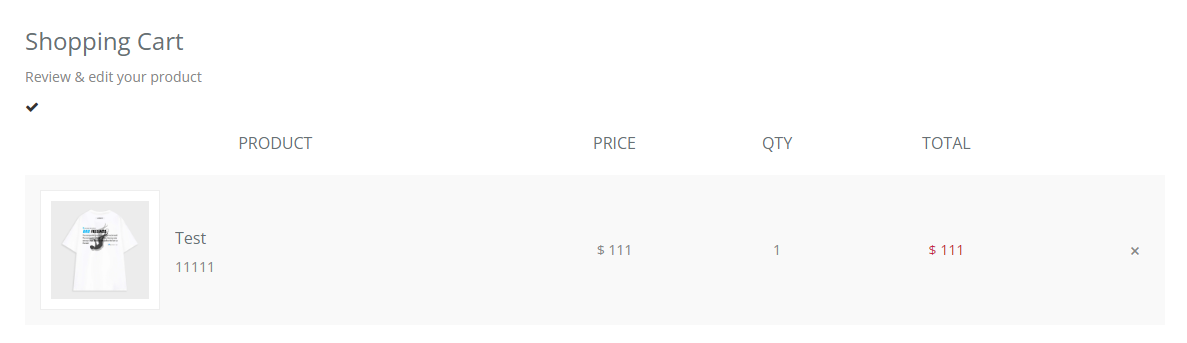 Shopping Cart
Review & edit your product
PRODUCT PRICE QTY TOTAL
Test
11111
$ 111 1 $ 111 ×